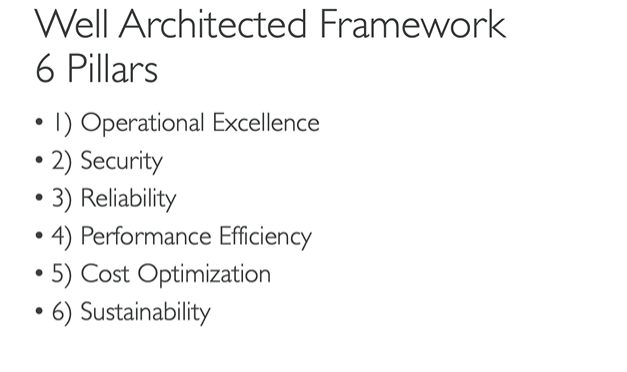 Well Architected Framework
6 Pillars
• 1) Operational Excellence
• 2) Security
• 3) Reliability
• 4) Performance Efficiency
• 5) Cost Optimization
• 6) Sustainability